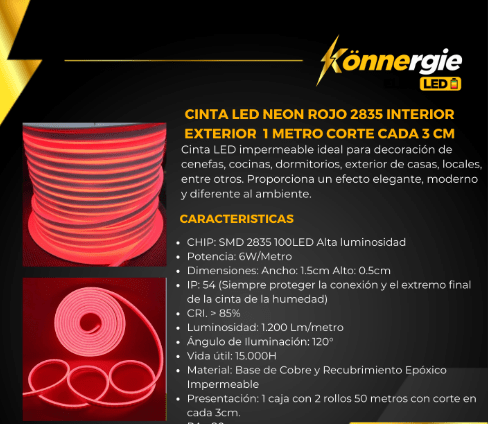 Könnergie
LED
CINTA LED NEON ROJO 2835 INTERIOR
EXTERIOR 1 METRO CORTE CADA 3 CM
Cinta LED impermeable ideal para decoración de
cenefas, cocinas, dormitorios, exterior de casas, locales,
entre otros. Proporciona un efecto elegante, moderno
y diferente al ambiente.
CARACTERISTICAS
• CHIP: SMD 2835 100LED Alta luminosidad
• Potencia: 6W/Metro
• Dimensiones: Ancho: 1.5cm Alto: 0.5cm
• IP: 54 (Siempre proteger la conexión y el extremo final
de la cinta de la humedad)
• CRI. > 85%
• Luminosidad: 1.200 Lm/metro
• Ángulo de Iluminación: 120°
• Vida útil: 15.000H
• Material: Base de Cobre y Recubrimiento Epóxico
Impermeable
• Presentación: 1 caja con 2 rollos 50 metros con corte en
cada 3cm.